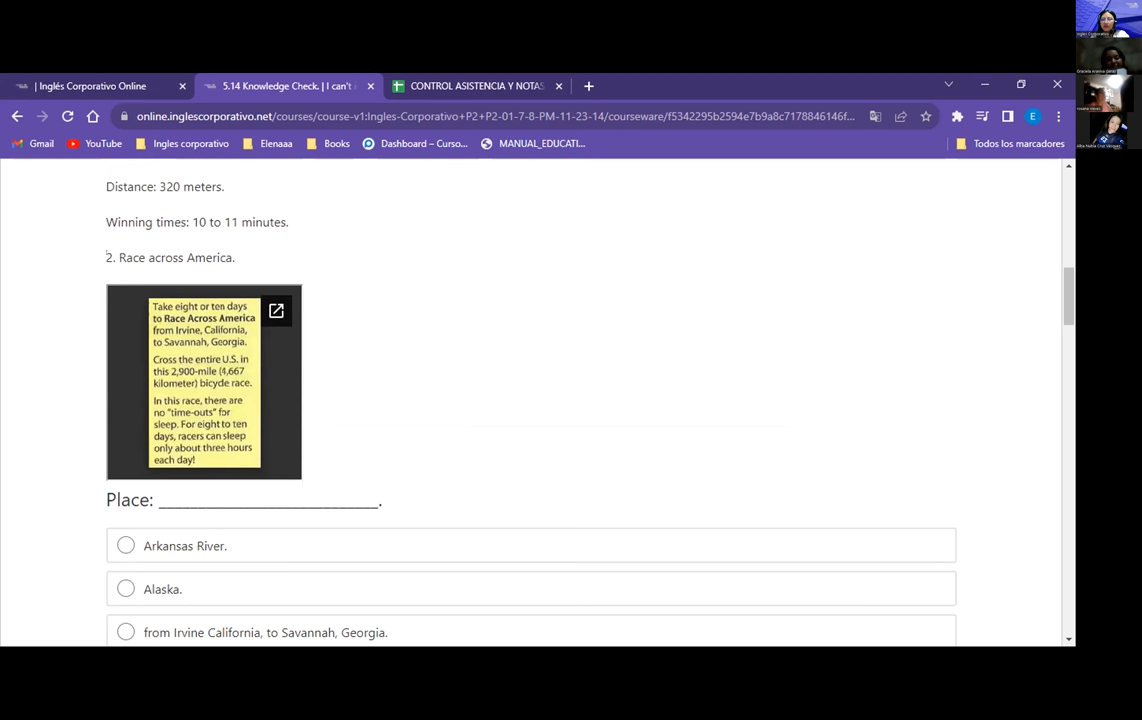 | Inglés Corporativo Online
5.14 Knowledge Check. | I can't
CONTROL ASISTENCIA Y NOTAS
online.inglescorporativo.net/courses/course-v1:Ingles-Corporativo+P2+P2-01-7-8-PM-11-23-14/courseware/f5342295b2594e7b9a8c7178846146f...
E
Gmail
YouTube
Ingles corporativo
Elenaaa
Books
Dashboard – Curso...
MANUAL_EDUCATI...
Todos los marcadores
Distance: 320 meters.
Winning times: 10 to 11 minutes.
2. Race across America.
Take eight or ten days
to Race Across America
from Irvine, California,
to Savannah, Georgia.
Cross the entire U.S. in
this 2,900-mile (4,667
kilometer) bicycle race.
In this race, there are
no "time-outs" for
sleep. For eight to ten
days, racers can sleep
only about three hours
each day!
Place: ___________________________.
Arkansas River.
Alaska.
from Irvine California, to Savannah, Georgia.